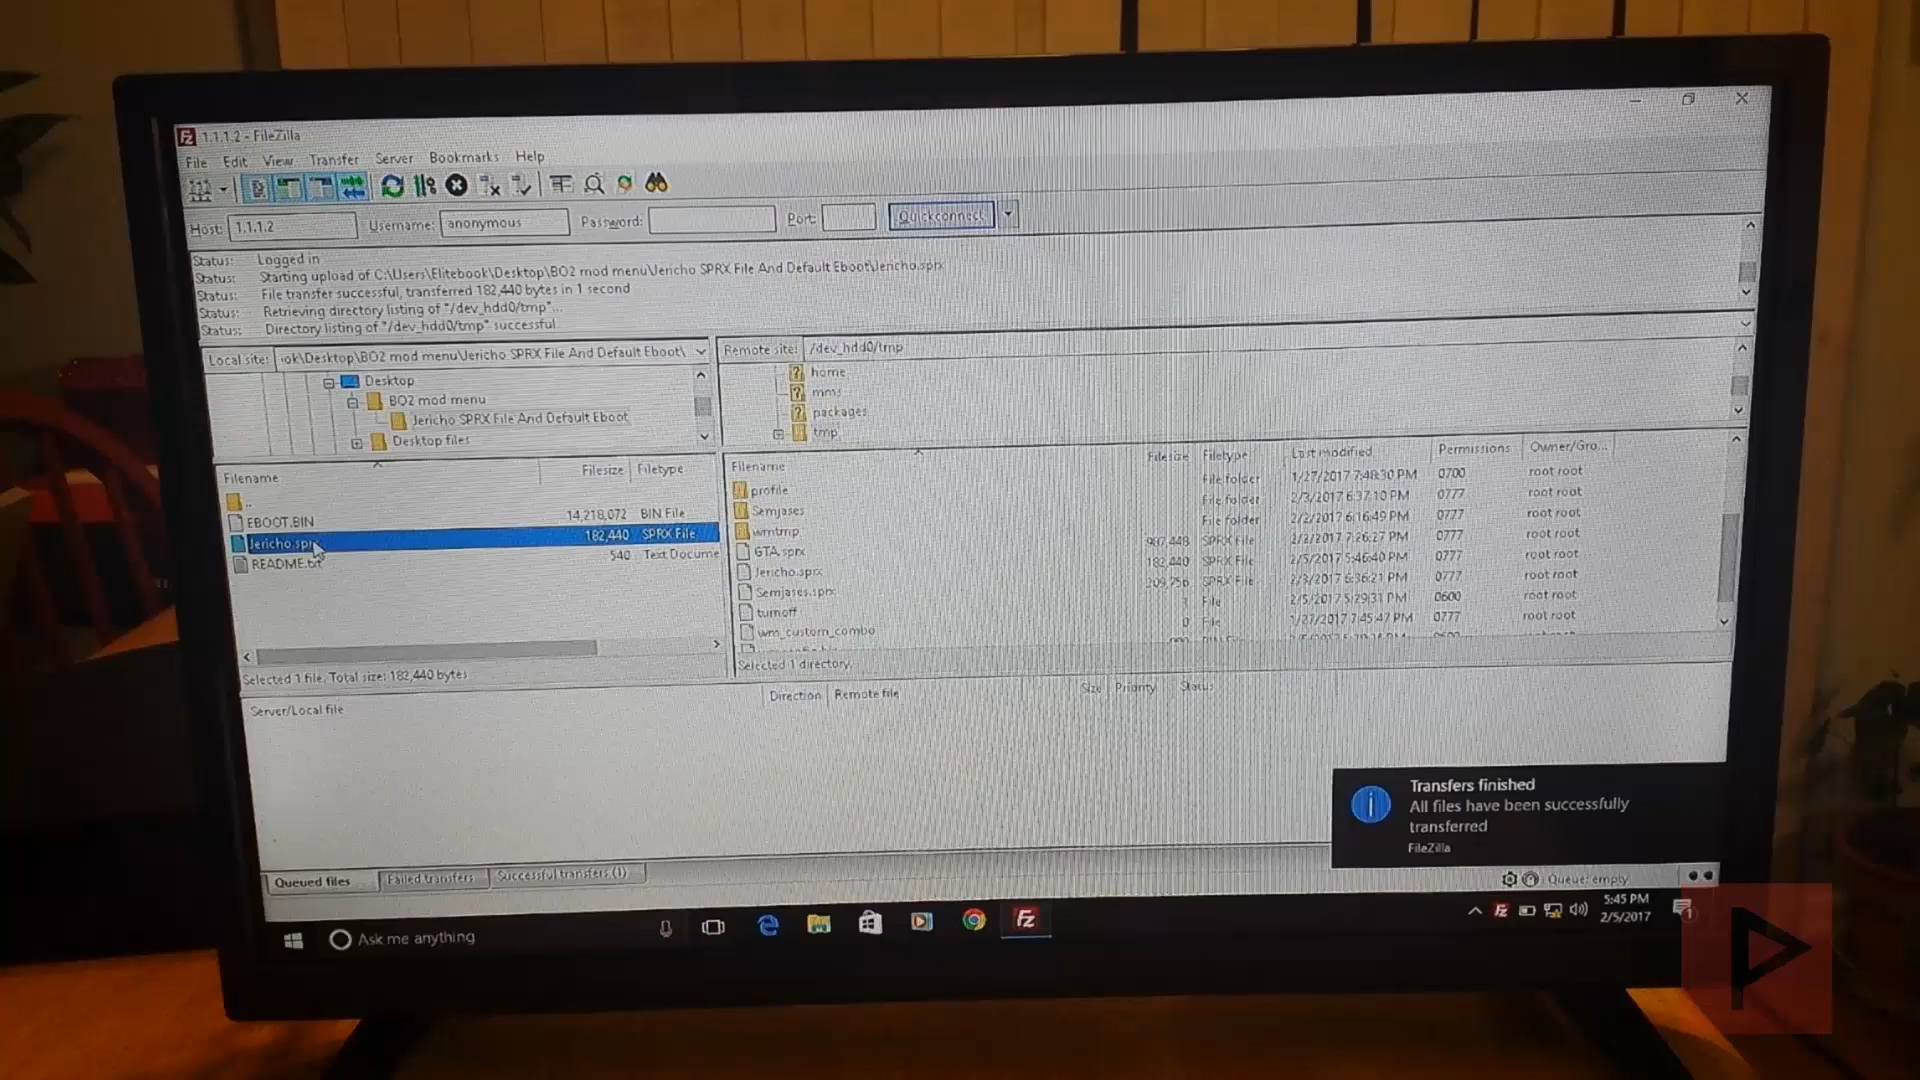 1.1.1.2 - FileZilla
File Edit View Transfer Server Bookmarks Help
Host: 1.1.1.2 Username: anonymous Password: Port: Quickconnect
Status: Logged in
Status: Starting upload of C:\Users\Elitebook\Desktop\BO2 mod menu\Jericho SPRX File And Default Eboot\Jericho.sprx
Status: File transfer successful, transferred 182,440 bytes in 1 second
Status: Retrieving directory listing of "/dev_hdd0/tmp"...
Status: Directory listing of "/dev_hdd0/tmp" successful
Local site: ok\Desktop\BO2 mod menu\Jericho SPRX File And Default Eboot\
Remote site: /dev_hdd0/tmp
Desktop
BO2 mod menu
Jericho SPRX File And Default Eboot
Desktop files
home
mms
packages
tmp
Filename Filesize Filetype
..
EBOOT.BIN 14,218,072 BIN File
Jericho.sprx 182,440 SPRX File
README.txt 540 Text Docume
Selected 1 file. Total size: 182,440 bytes
Filename Filesize Filetype Last modified Permissions Owner/Gro...
profile File folder 1/27/2017 7:48:30 PM 0700 root root
Semjases File folder 2/3/2017 6:37:10 PM 0777 root root
wmtmp File folder 2/2/2017 6:16:49 PM 0777 root root
GTA.sprx SPRX File 7:26:27 PM 0777 root root
Jericho.sprx 182,440 SPRX File 2/5/2017 5:46:40 PM 0777 root root
Semjases.sprx SPRX File 2/3/2017 6:36:21 PM 0777 root root
turnoff File 2/5/2017 5:29:31 PM 0600 root root
wm_custom_combo 0 File 1/27/2017 7:45:47 PM 0777 root root
Selected 1 directory.
Server/Local file Direction Remote file Size Priority Status
Transfers finished
All files have been successfully
transferred
FileZilla
Queued files Failed transfers Successful transfers (1)
Queue: empty
Ask me anything
5:45 PM
2/5/2017
1